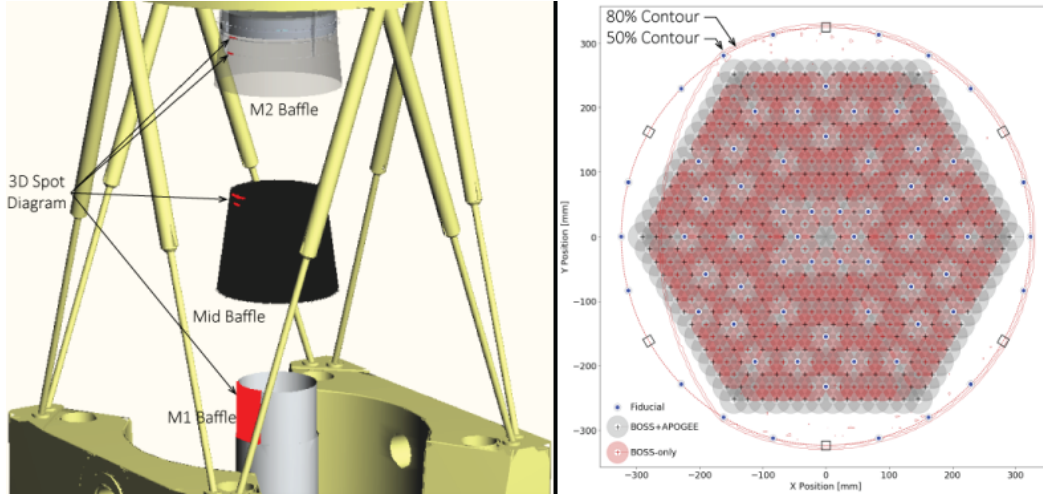 M2 Baffle
3D Spot
Diagram
Mid Baffle
M1 Baffle
80% Contour
50% Contour
300
200
100
0
−100
−200
−300
Y Position [mm]
Fiducial
BOSS+APOGEE
BOSS-only
−300 −200 −100 0 100 200 300
X Position [mm]